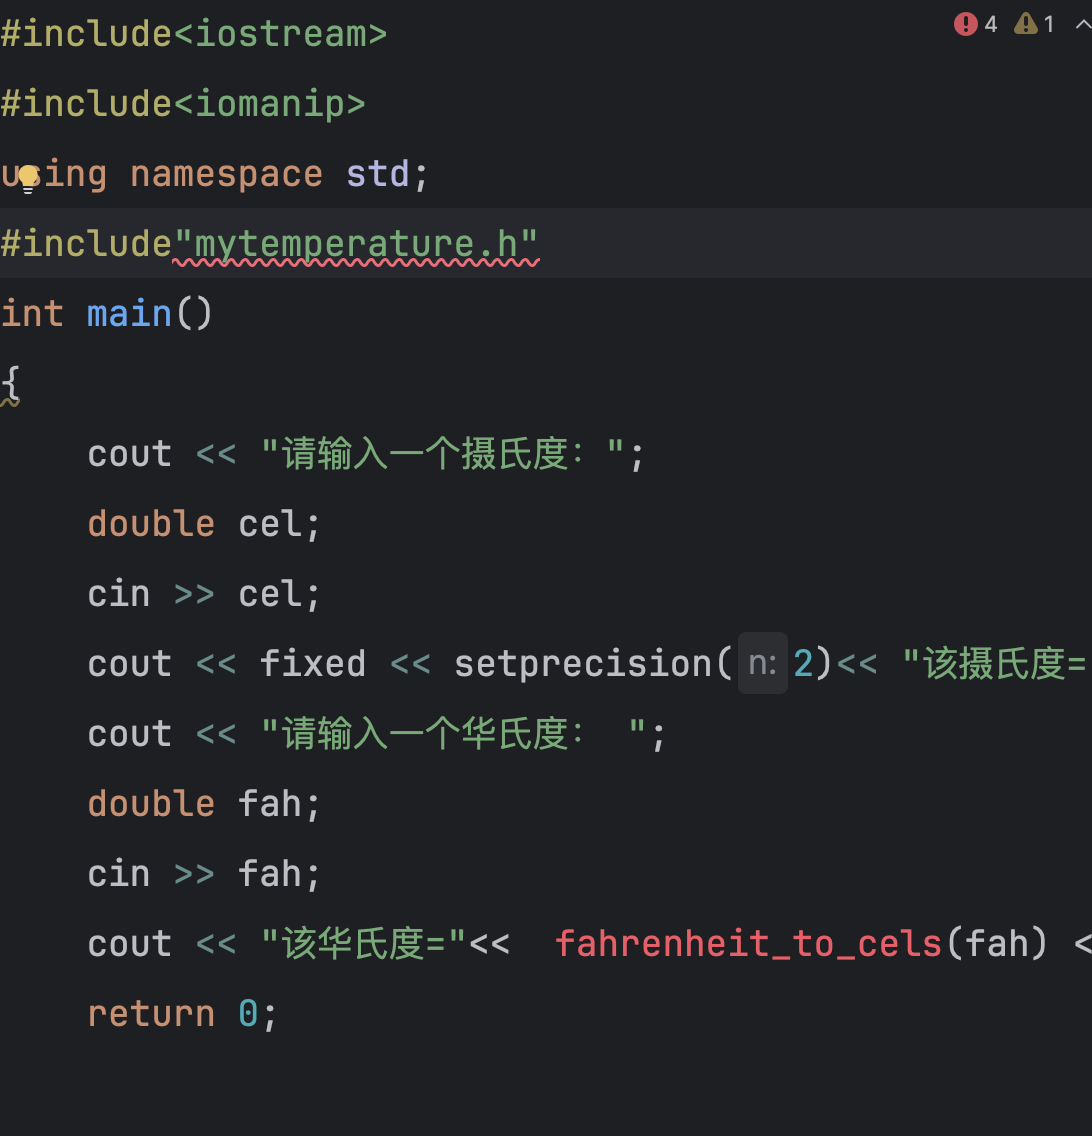 #include<iostream>
4 1
#include<iomanip>
using namespace std;
#include"mytemperature.h"
int main()
{
cout << "请输入一个摄氏度：";
double cel;
cin >> cel;
cout << fixed << setprecision(n: 2)<< "该摄氏度=
cout << "请输入一个华氏度： ";
double fah;
cin >> fah;
cout << "该华氏度="<< fahrenheit_to_cels(fah) <
return 0;